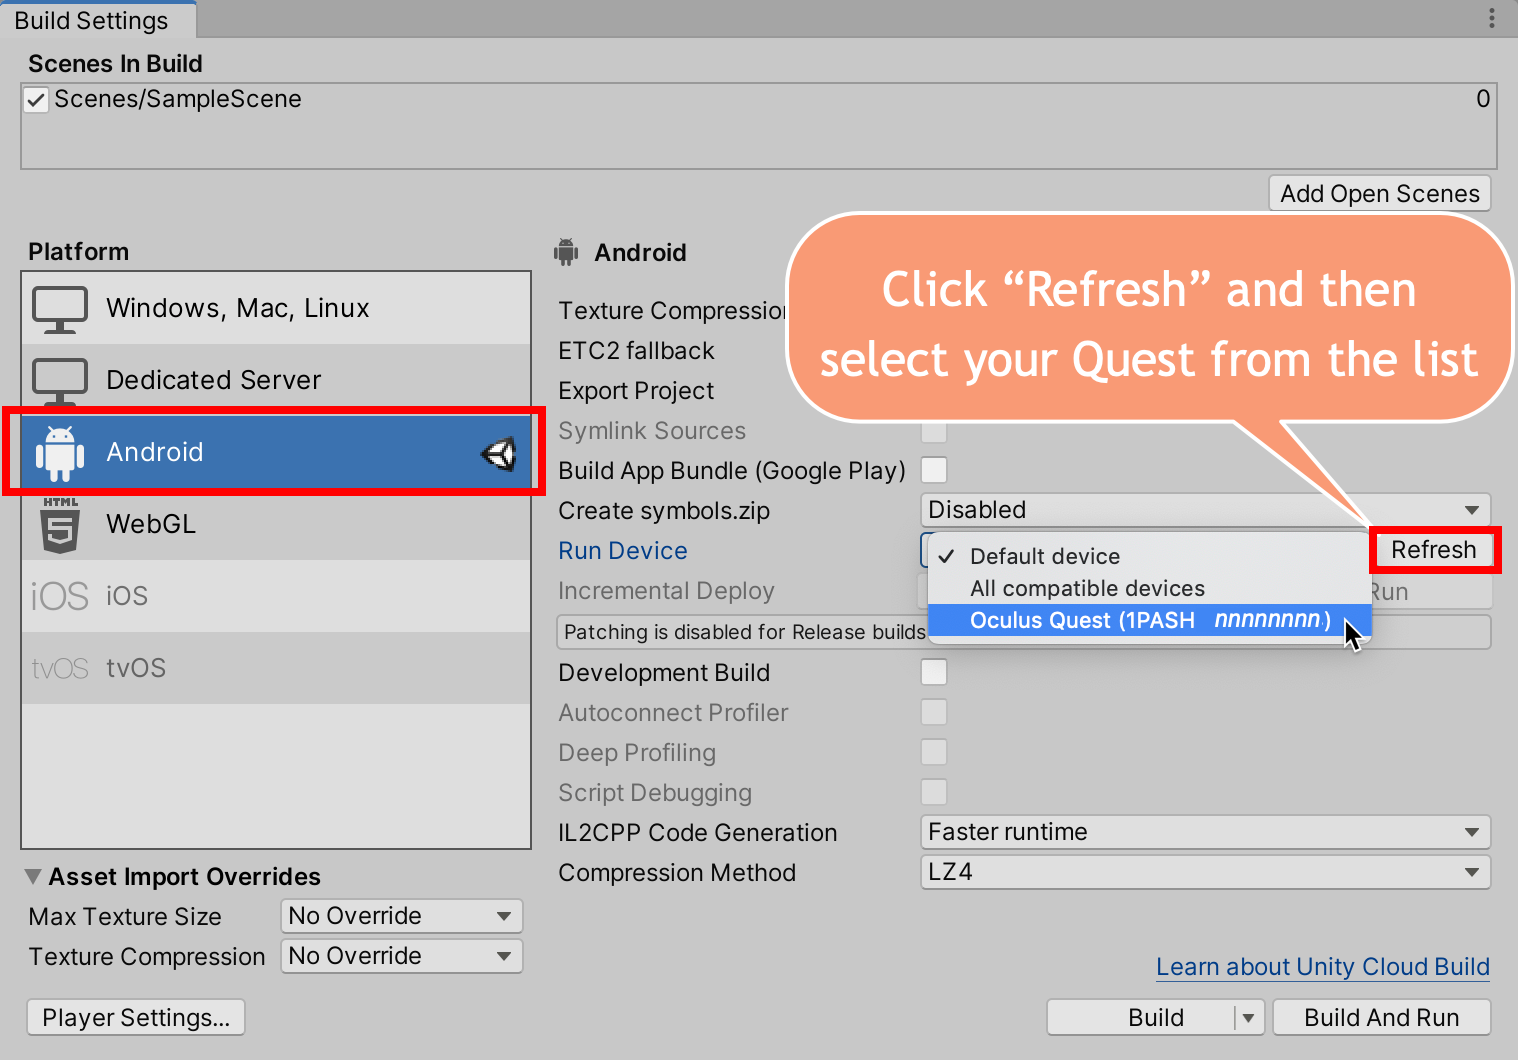 Build Settings
Scenes In Build
Scenes/SampleScene 0
Add Open Scenes
Platform
Windows, Mac, Linux
Dedicated Server
Android
HTML
5
WebGL
iOS iOS
tvOS tvOS
Android
Click “Refresh” and then
select your Quest from the list
Texture Compression
ETC2 fallback
Export Project
Symlink Sources
Build App Bundle (Google Play)
Create symbols.zip Disabled
Run Device Refresh
Default device
All compatible devices
Oculus Quest (1PASH nnnnnnnn)
Incremental Deploy Run
Patching is disabled for Release builds
Development Build
Autoconnect Profiler
Deep Profiling
Script Debugging
IL2CPP Code Generation Faster runtime
Compression Method LZ4
Asset Import Overrides
Max Texture Size No Override
Texture Compression No Override
Learn about Unity Cloud Build
Player Settings... Build Build And Run